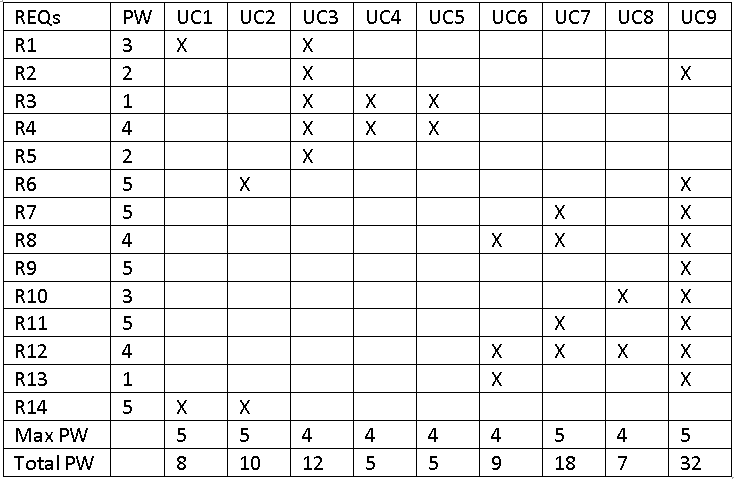 REQs PW UC1 UC2 UC3 UC4 UC5 UC6 UC7 UC8 UC9
R1 3 X X
R2 2 X X
R3 1 X X X
R4 4 X X X
R5 2 X
R6 5 X X
R7 5 X X
R8 4 X X X
R9 5 X
R10 3 X X
R11 5 X X
R12 4 X X X X
R13 1 X X
R14 5 X X
Max PW 5 5 4 4 4 4 5 4 5
Total PW 8 10 12 5 5 9 18 7 32